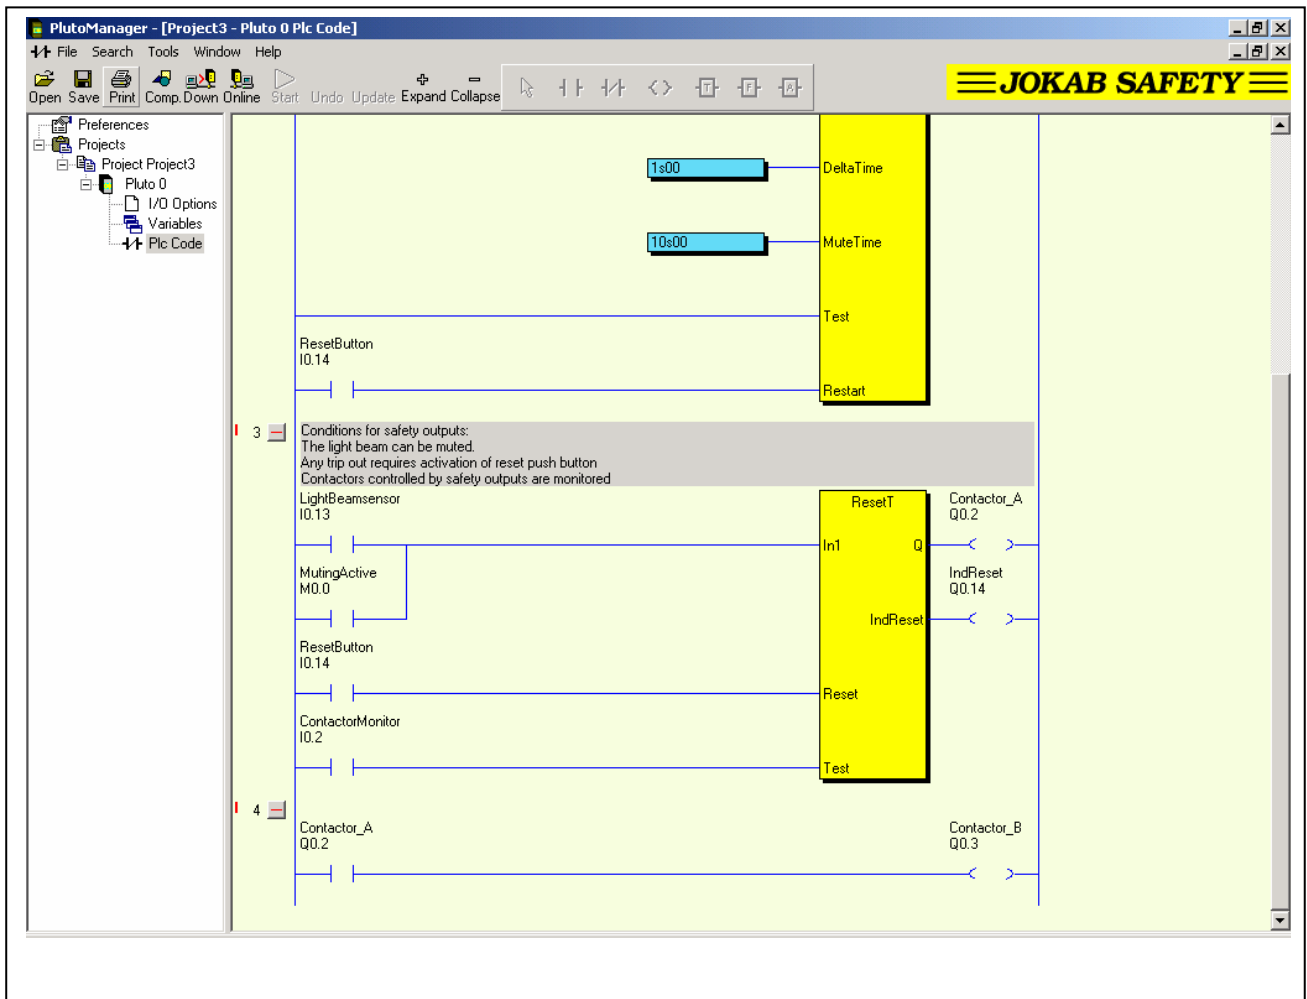 PlutoManager - [Project3 - Pluto 0 Plc Code]
File Search Tools Window Help
Open Save Print Comp. Down Online Start Undo Update Expand Collapse
T F A
JOKAB SAFETY
Preferences
Projects
Project Project3
Pluto 0
I/O Options
Variables
Plc Code
1s00 DeltaTime
10s00 MuteTime
Test
ResetButton
I0.14
Restart
3
Conditions for safety outputs:
The light beam can be muted.
Any trip out requires activation of reset push button
Contactors controlled by safety outputs are monitored
LightBeamsensor
I0.13
ResetT
Contactor_A
Q0.2
In1 Q
MutingActive
M0.0
IndReset
Q0.14
IndReset
ResetButton
I0.14
Reset
ContactorMonitor
I0.2
Test
4
Contactor_A
Q0.2
Contactor_B
Q0.3